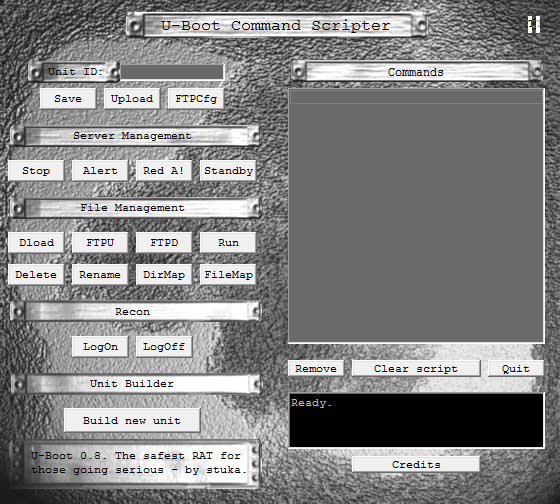 U-Boot Command Scripter
Unit ID:
Save Upload FTPCfg
Server Management
Stop Alert Red A! Standby
File Management
Dload FTPU FTPD Run
Delete Rename DirMap FileMap
Recon
LogOn LogOff
Unit Builder
Build new unit
U-Boot 0.8. The safest RAT for
those going serious - by stuka.
Commands
Remove Clear script Quit
Ready.
Credits